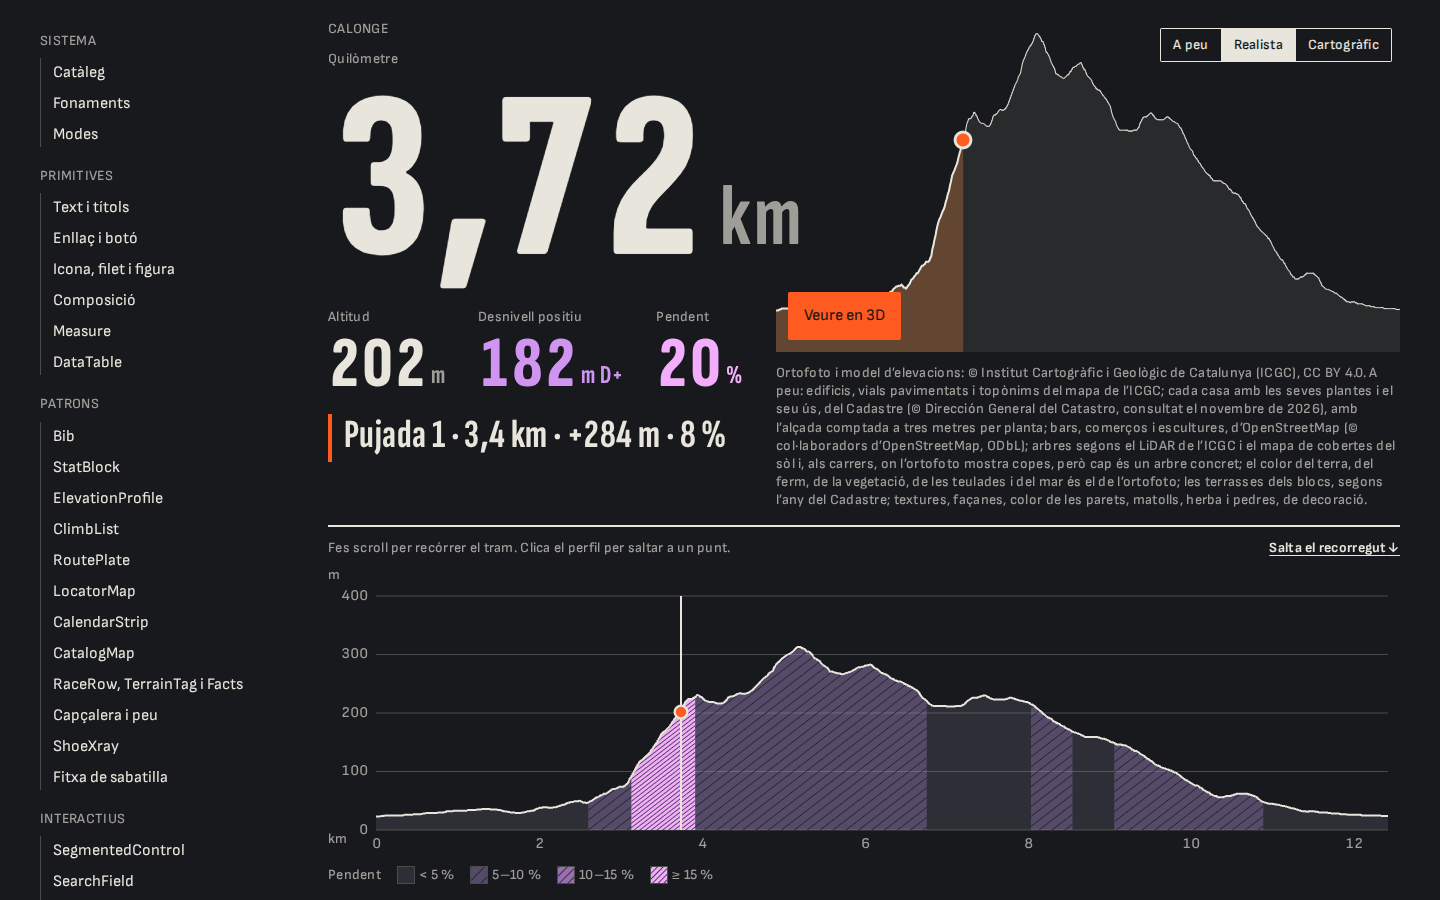 SISTEMA
Catàleg
Fonaments
Modes
PRIMITIVES
Text i títols
Enllaç i botó
Icona, filet i figura
Composició
Measure
DataTable
PATRONS
Bib
StatBlock
ElevationProfile
ClimbList
RoutePlate
LocatorMap
CalendarStrip
CatalogMap
RaceRow, TerrainTag i Facts
Capçalera i peu
ShoeXray
Fitxa de sabatilla
INTERACTIUS
SegmentedControl
SearchField
CALONGE
Quilòmetre
3,72 km
Altitud Desnivell positiu Pendent
202 m 182 m D+ 20 %
Pujada 1 · 3,4 km · +284 m · 8 %
A peu Realista Cartogràfic
Veure en 3D
Ortofoto i model d’elevacions: © Institut Cartogràfic i Geològic de Catalunya (ICGC), CC BY 4.0. A
peu: edificis, vials pavimentats i topònims del mapa de l’ICGC; cada casa amb les seves plantes i el
seu ús, del Cadastre (© Dirección General del Catastro, consultat el novembre de 2026), amb
l’alçada comptada a tres metres per planta; bars, comerços i escultures, d’OpenStreetMap (©
col·laboradors d’OpenStreetMap, ODbL); arbres segons el LiDAR de l’ICGC i el mapa de cobertes del
sòl i, als carrers, on l’ortofoto mostra copes, però cap és un arbre concret; el color del terra, del
ferm, de la vegetació, de les teulades i del mar és el de l’ortofoto; les terrasses dels blocs, segons
l’any del Cadastre; textures, façanes, color de les parets, matolls, herba i pedres, de decoració.
Fes scroll per recórrer el tram. Clica el perfil per saltar a un punt.
Salta el recorregut ↓
m
400
300
200
100
0
km 0 2 4 6 8 10 12
Pendent < 5 % 5–10 % 10–15 % ≥ 15 %